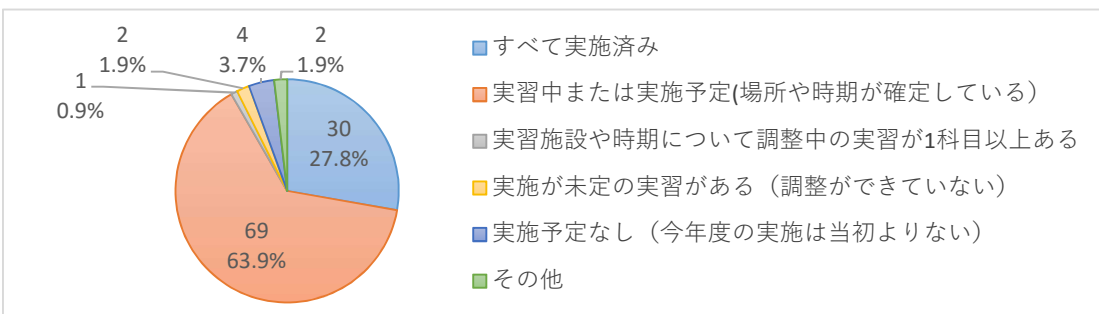 2
1.9%
4
3.7%
2
1.9%
1
0.9%
30
27.8%
69
63.9%
すべて実施済み
実習中または実施予定(場所や時期が確定している）
実習施設や時期について調整中の実習が1科目以上ある
実施が未定の実習がある（調整ができていない）
実施予定なし（今年度の実施は当初よりない）
その他